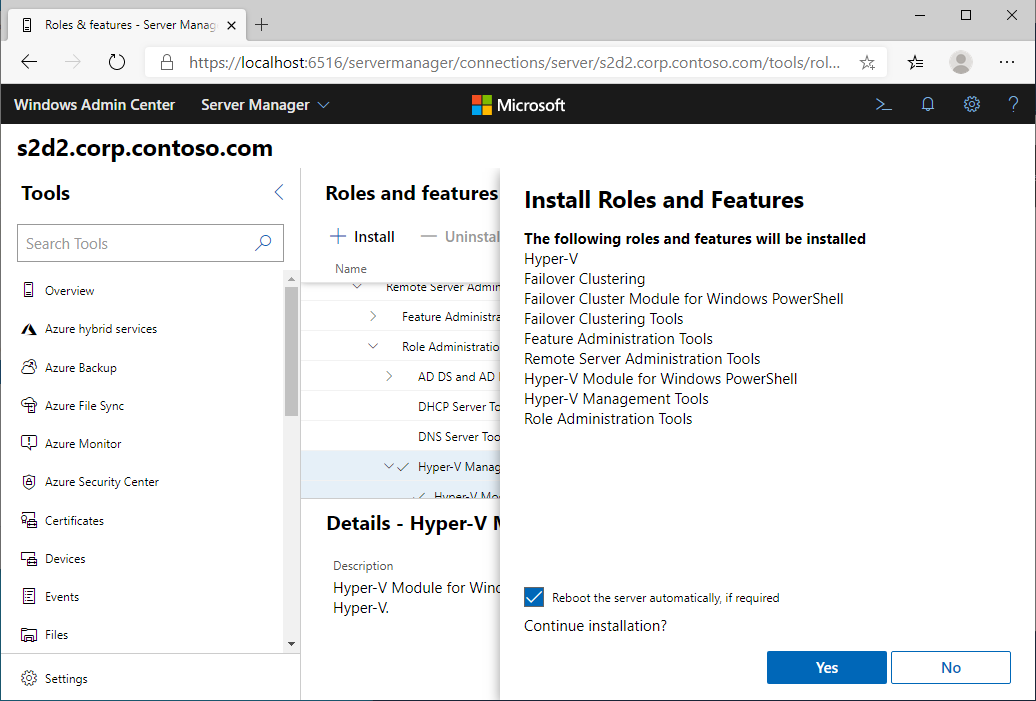 Roles & features - Server Manag
https://localhost:6516/servermanager/connections/server/s2d2.corp.contoso.com/tools/rol...
Windows Admin Center
Server Manager
Microsoft
s2d2.corp.contoso.com
Tools
Search Tools
Overview
Azure hybrid services
Azure Backup
Azure File Sync
Azure Monitor
Azure Security Center
Certificates
Devices
Events
Files
Settings
Roles and features
Install
Uninstal
Name
Remote Server Admin
Feature Administra
Role Administratio
AD DS and AD
DHCP Server To
DNS Server Too
Hyper-V Manag
Hyper-V Mo
Details - Hyper-V M
Description
Hyper-V Module for Wind
Hyper-V.
Install Roles and Features
The following roles and features will be installed
Hyper-V
Failover Clustering
Failover Cluster Module for Windows PowerShell
Failover Clustering Tools
Feature Administration Tools
Remote Server Administration Tools
Hyper-V Module for Windows PowerShell
Hyper-V Management Tools
Role Administration Tools
Reboot the server automatically, if required
Continue installation?
Yes
No